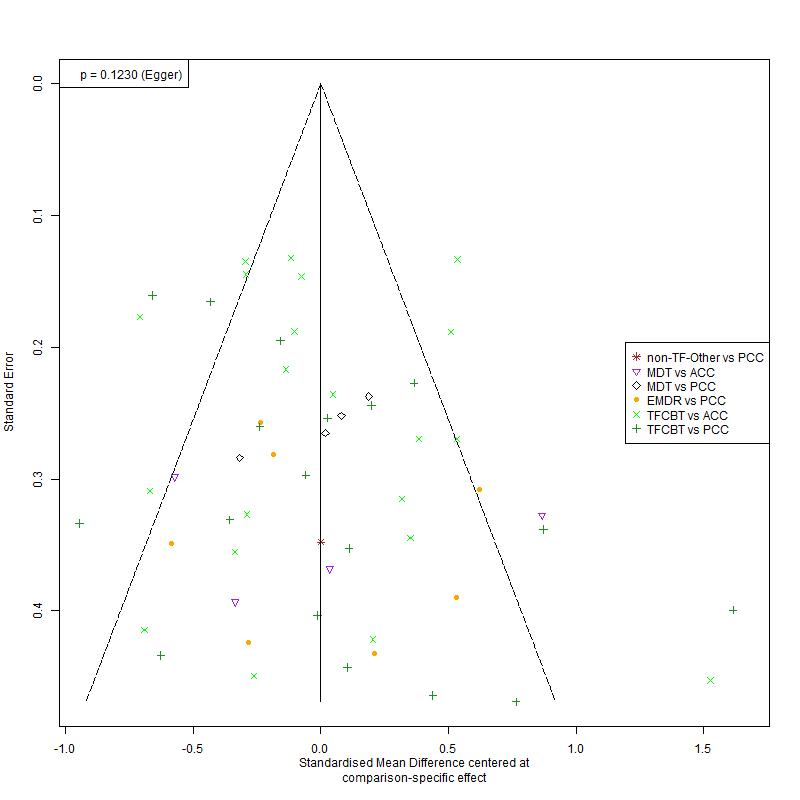 p = 0.1230 (Egger)
0.0
0.1
0.2
0.3
0.4
Standard Error
non-TF-Other vs PCC
MDT vs ACC
MDT vs PCC
EMDR vs PCC
TFCBT vs ACC
TFCBT vs PCC
-1.0 -0.5 0.0 0.5 1.0 1.5
Standardised Mean Difference centered at
comparison-specific effect